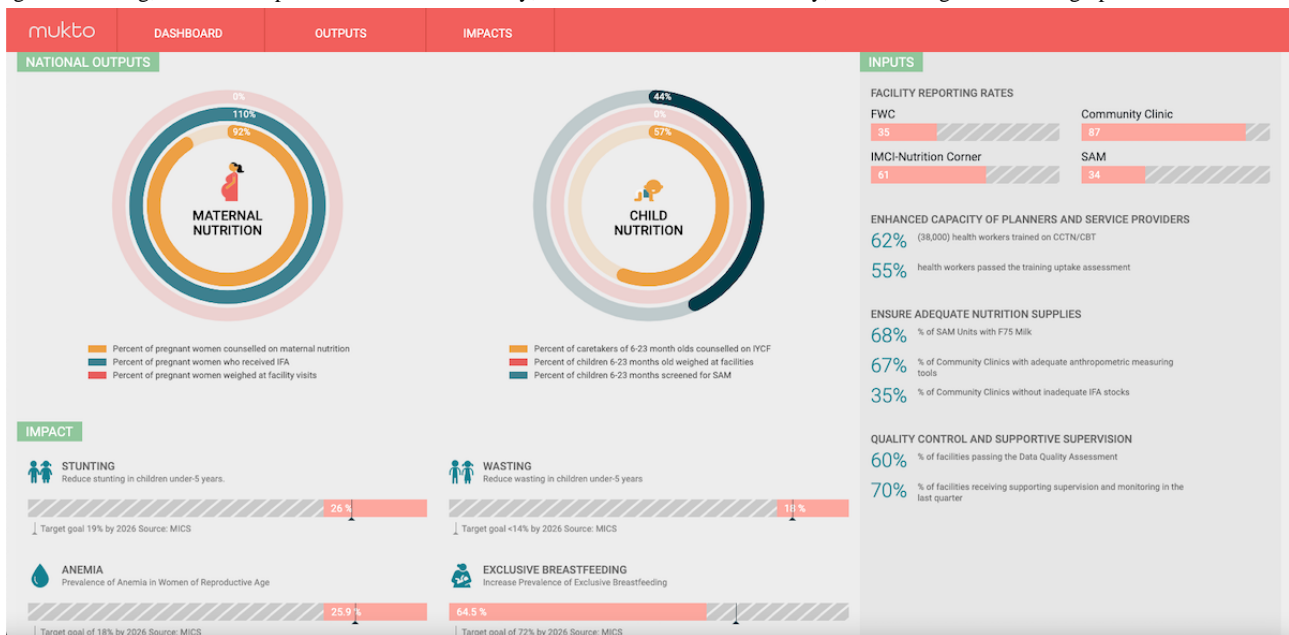 mukto DASHBOARD OUTPUTS IMPACTS
NATIONAL OUTPUTS
0%
110%
92%
MATERNAL
NUTRITION
Percent of pregnant women counselled on maternal nutrition
Percent of pregnant women who received IFA
Percent of pregnant women weighed at facility visits
44%
0%
57%
CHILD
NUTRITION
Percent of caretakers of 6-23 month olds counselled on IYCF
Percent of children 6-23 months old weighed at facilities
Percent of children 6-23 months screened for SAM
IMPACT
STUNTING
Reduce stunting in children under-5 years.
26 %
Target goal 19% by 2026 Source: MICS
WASTING
Reduce wasting in children under-5 years
18 %
Target goal <14% by 2026 Source: MICS
ANEMIA
Prevalence of Anemia in Women of Reproductive Age
25.9 %
Target goal of 18% by 2026 Source: MICS
EXCLUSIVE BREASTFEEDING
Increase Prevalence of Exclusive Breastfeeding
64.5 %
Target goal of 72% by 2026 Source: MICS
INPUTS
FACILITY REPORTING RATES
FWC
35
Community Clinic
87
IMCI-Nutrition Corner
61
SAM
34
ENHANCED CAPACITY OF PLANNERS AND SERVICE PROVIDERS
62% (38,000) health workers trained on CCTN/CBT
55% health workers passed the training uptake assessment
ENSURE ADEQUATE NUTRITION SUPPLIES
68% % of SAM Units with F75 Milk
67% % of Community Clinics with adequate anthropometric measuring
tools
35% % of Community Clinics without inadequate IFA stocks
QUALITY CONTROL AND SUPPORTIVE SUPERVISION
60% % of facilities passing the Data Quality Assessment
70% % of facilities receiving supporting supervision and monitoring in the
last quarter